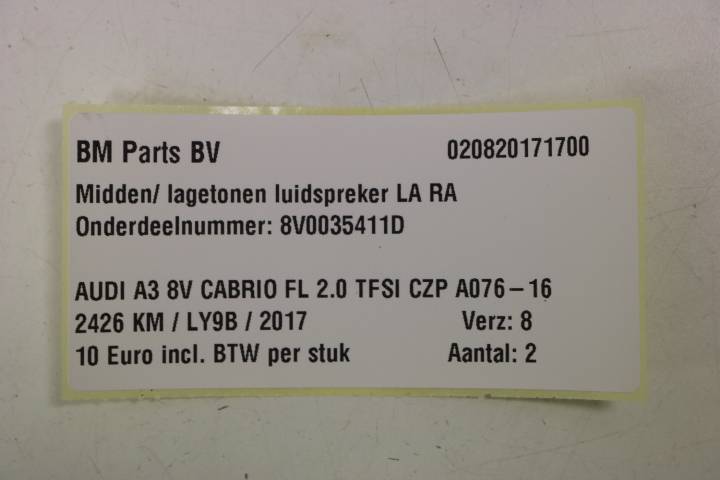 BM Parts BV 020820171700
Midden/ lagetonen luidspreker LA RA
Onderdeelnummer: 8V0035411D
AUDI A3 8V CABRIO FL 2.0 TFSI CZP A076-16
2426 KM / LY9B / 2017 Verz: 8
10 Euro incl. BTW per stuk Aantal: 2